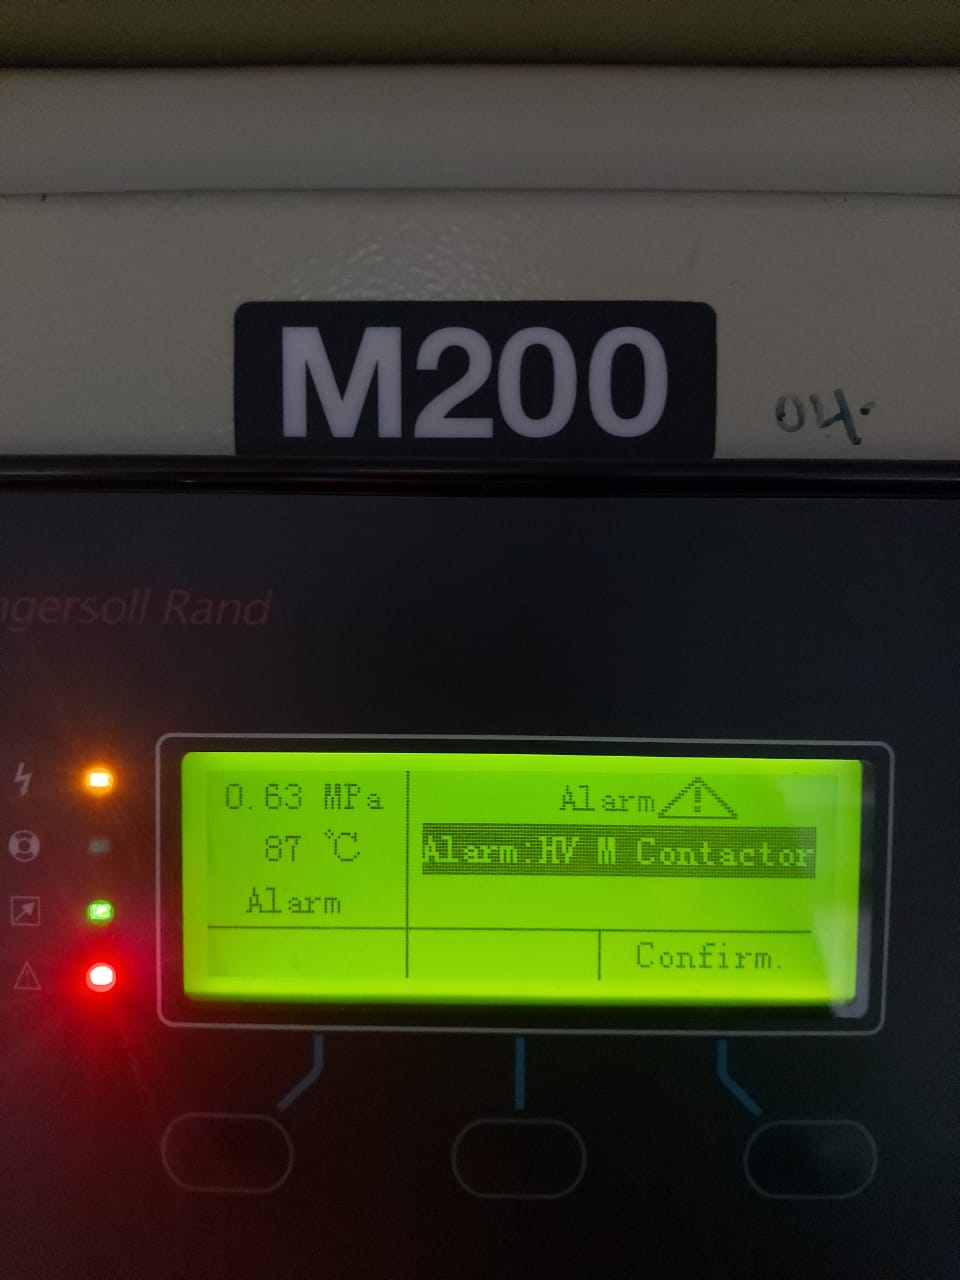 M200
04.
ngersoll Rand
0.63 MPa
87 °C
Alarm
Alarm
Alarm:HV M Contactor
Confirm.